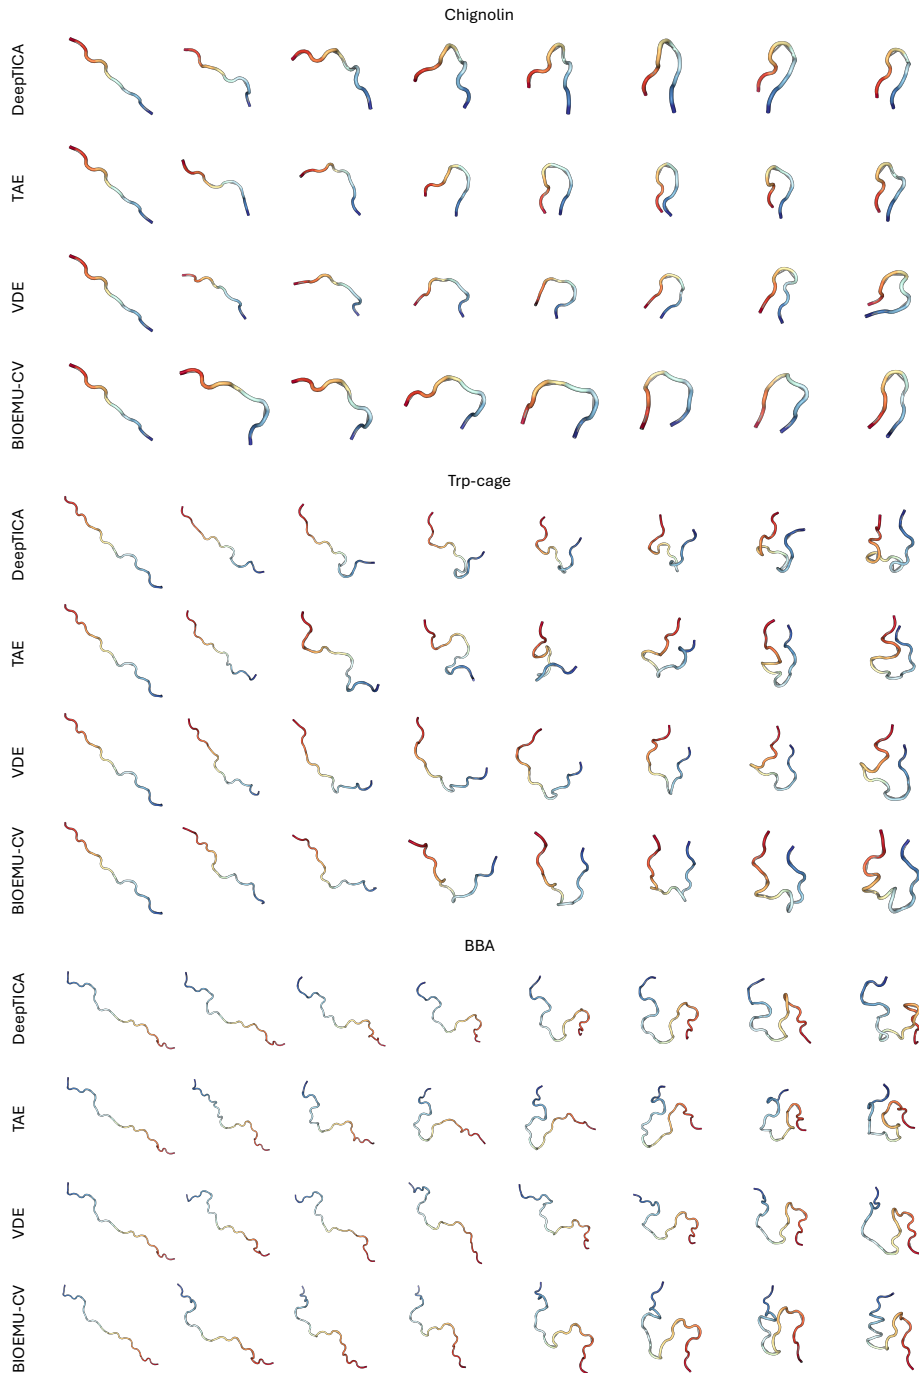 Chignolin
DeepTICA
TAE
VDE
BIOEMU-CV
Trp-cage
DeepTICA
TAE
VDE
BIOEMU-CV
BBA
DeepTICA
TAE
VDE
BIOEMU-CV